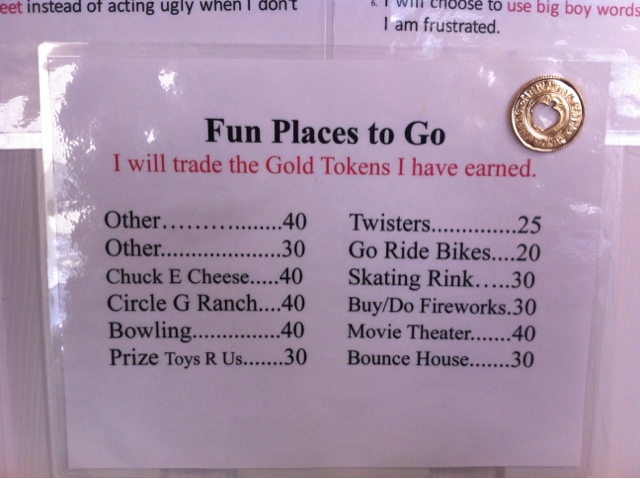 eet instead of acting ugly when I don't
6. I will choose to use big boy words
I am frustrated.
Fun Places to Go
I will trade the Gold Tokens I have earned.
Other..................40
Other......................30
Chuck E Cheese.....40
Circle G Ranch....40
Bowling...............40
Prize Toys R Us.......30
Twisters..............25
Go Ride Bikes....20
Skating Rink.....30
Buy/Do Fireworks.30
Movie Theater.......40
Bounce House.......30